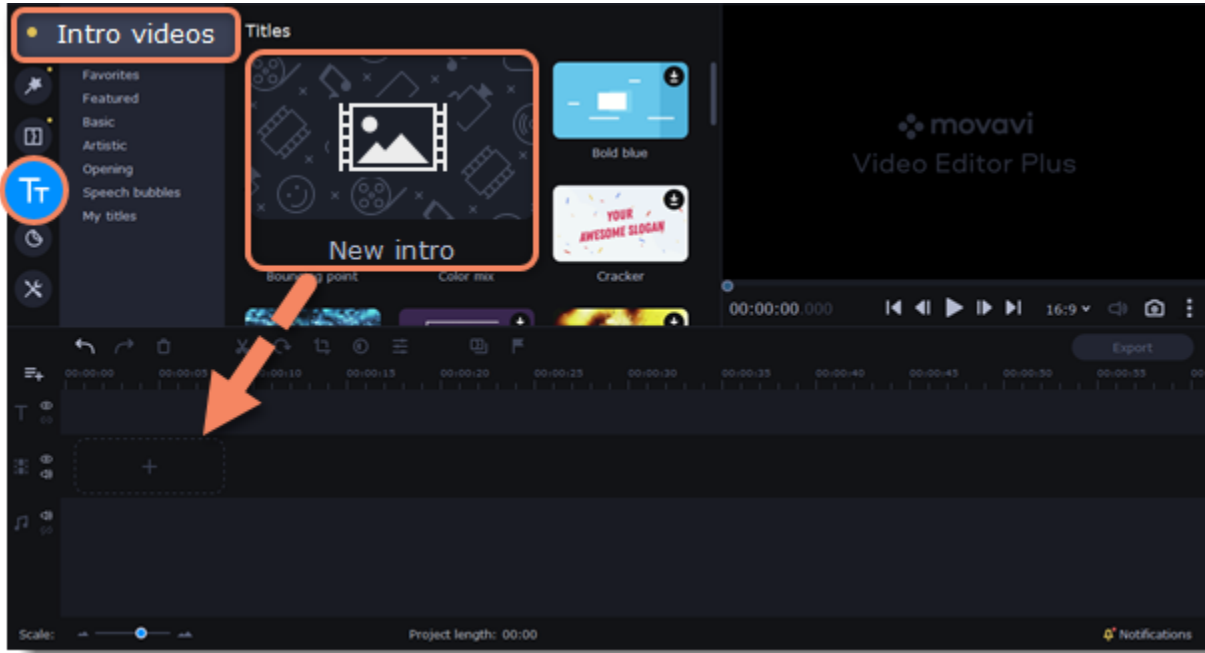 Intro videos
Titles
Favorites
Featured
Basic
Artistic
Opening
Speech bubbles
My titles
Tт
New intro
Bold blue
YOUR
AWESOME SLOGAN
Cracker
Color mix
point
movavi
Video Editor Plus
00:00:00.000
16:9
Export
00:00:00
00:00:05
00:00:10
00:00:15
00:00:20
00:00:25
00:00:30
00:00:35
00:00:40
00:00:45
00:00:50
00:00:55
00
T
Scale:
Project length: 00:00
Notifications